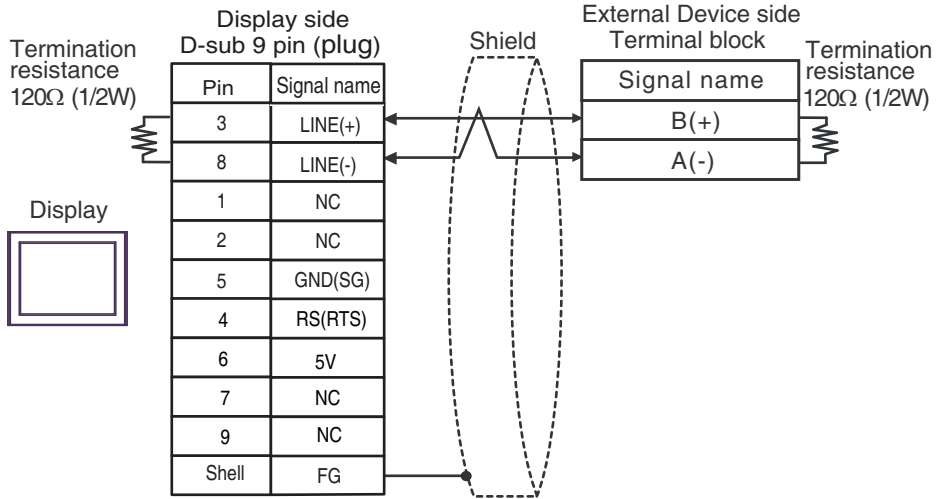 Display side
D-sub 9 pin (plug)
Shield
External Device side
Terminal block
Termination
resistance
120Ω (1/2W)
Termination
resistance
120Ω (1/2W)
Display
Pin Signal name
3 LINE(+)
8 LINE(-)
1 NC
2 NC
5 GND(SG)
4 RS(RTS)
6 5V
7 NC
9 NC
Shell FG
Signal name
B(+)
A(-)